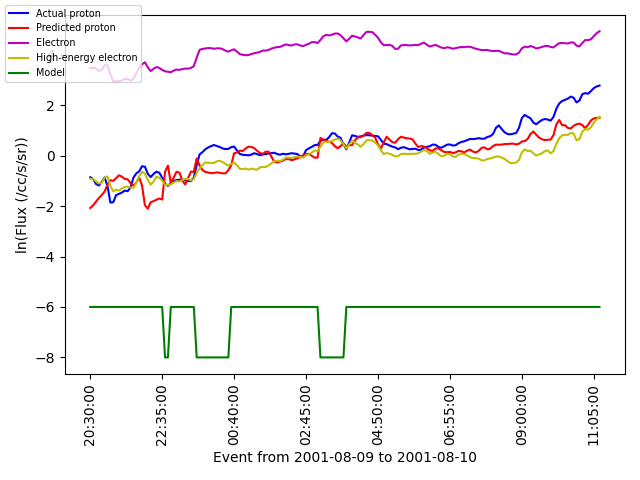 Actual proton
Predicted proton
Electron
High-energy electron
Model
ln(Flux (/cc/s/sr))
2
0
−2
−4
−6
−8
20:30:00
22:35:00
00:40:00
02:45:00
04:50:00
06:55:00
09:00:00
11:05:00
Event from 2001-08-09 to 2001-08-10